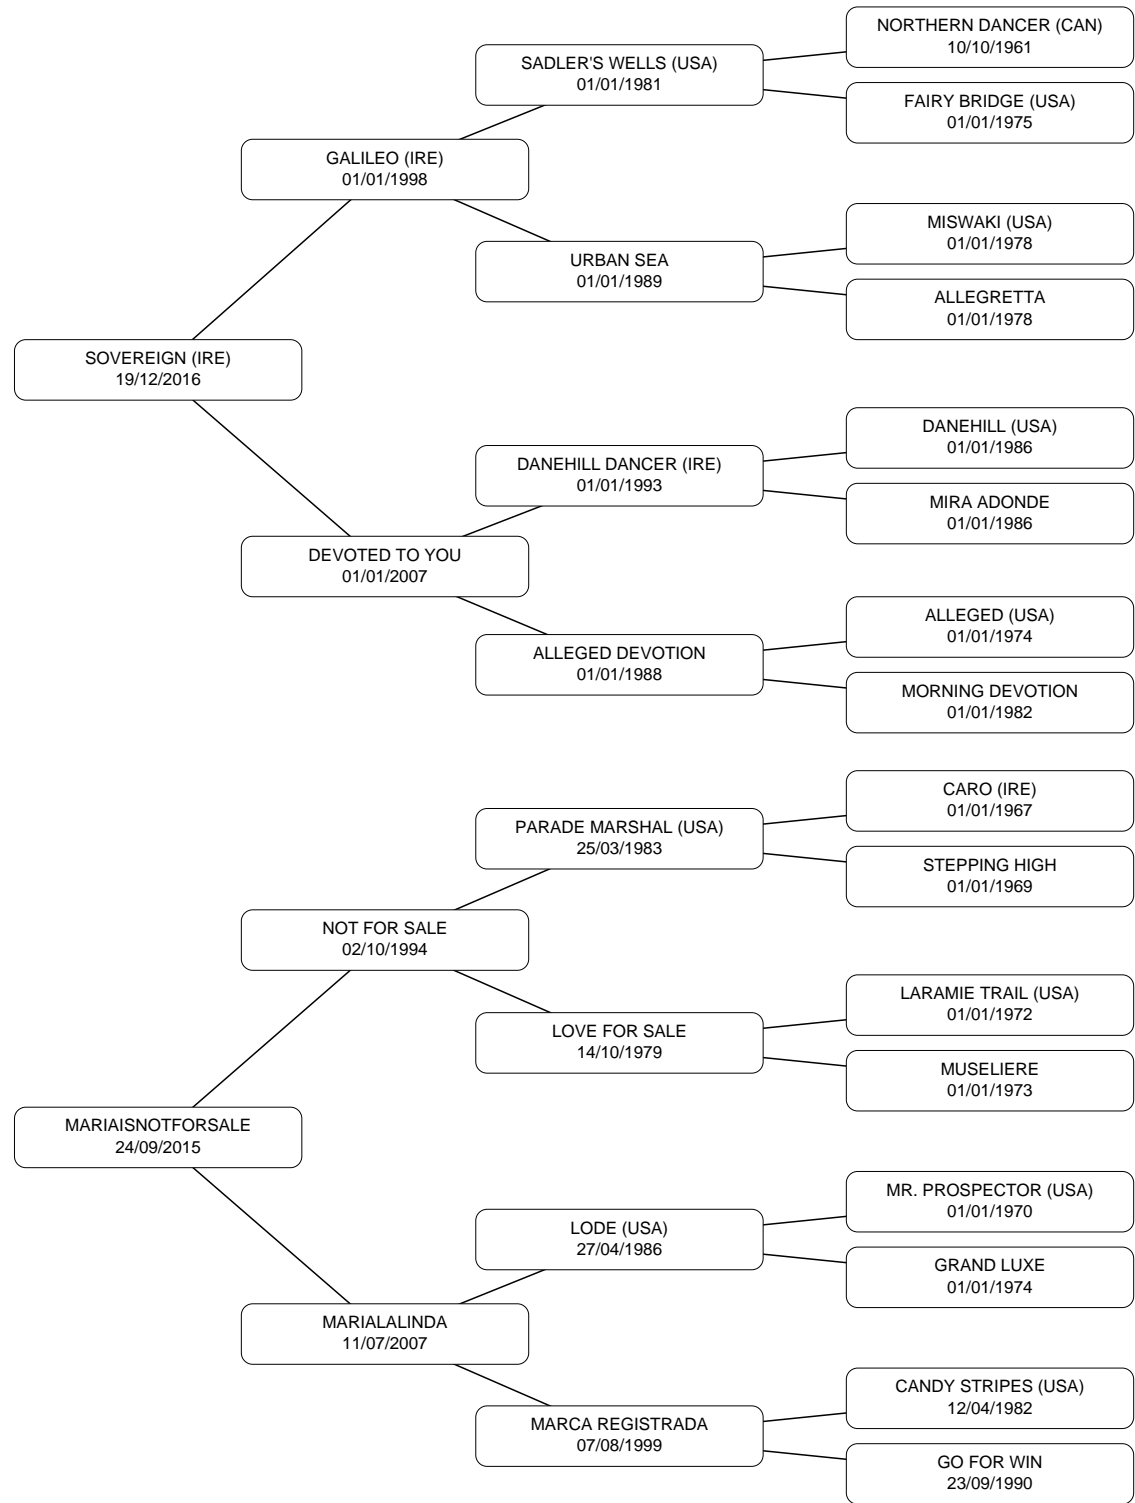 NORTHERN DANCER (CAN)
10/10/1961
SADLER'S WELLS (USA)
01/01/1981
FAIRY BRIDGE (USA)
01/01/1975
GALILEO (IRE)
01/01/1998
MISWAKI (USA)
01/01/1978
URBAN SEA
01/01/1989
ALLEGRETTA
01/01/1978
SOVEREIGN (IRE)
19/12/2016
DANEHILL (USA)
01/01/1986
DANEHILL DANCER (IRE)
01/01/1993
MIRA ADONDE
01/01/1986
DEVOTED TO YOU
01/01/2007
ALLEGED (USA)
01/01/1974
ALLEGED DEVOTION
01/01/1988
MORNING DEVOTION
01/01/1982
CARO (IRE)
01/01/1967
PARADE MARSHAL (USA)
25/03/1983
STEPPING HIGH
01/01/1969
NOT FOR SALE
02/10/1994
LARAMIE TRAIL (USA)
01/01/1972
LOVE FOR SALE
14/10/1979
MUSELIERE
01/01/1973
MARIAISNOTFORSALE
24/09/2015
MR. PROSPECTOR (USA)
01/01/1970
LODE (USA)
27/04/1986
GRAND LUXE
01/01/1974
MARIALALINDA
11/07/2007
CANDY STRIPES (USA)
12/04/1982
MARCA REGISTRADA
07/08/1999
GO FOR WIN
23/09/1990